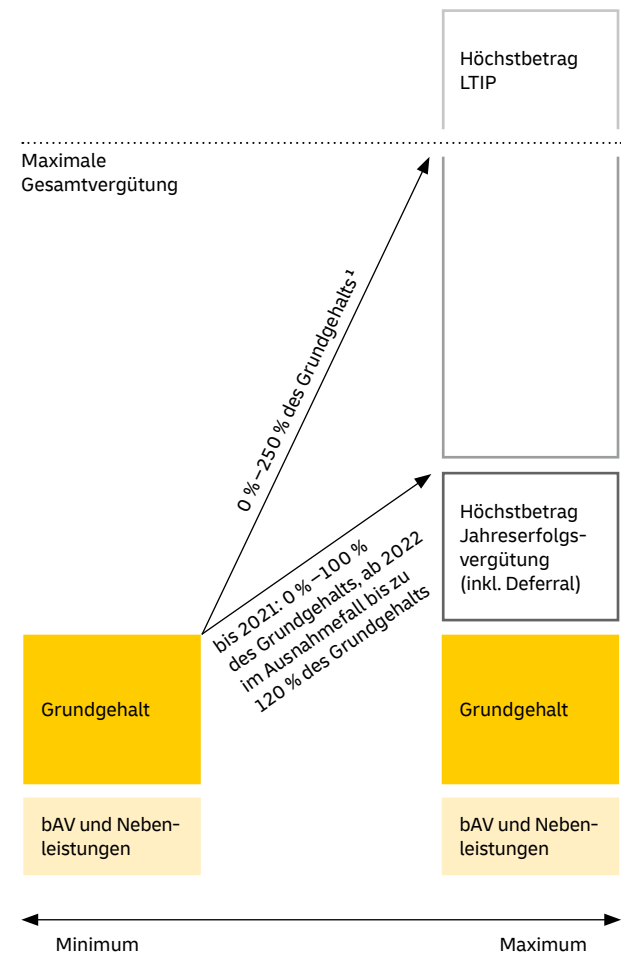 Höchstbetrag
LTIP
Maximale
Gesamtvergütung
0 %–250 % des Grundgehalts¹
Höchstbetrag
Jahreserfolgs-
vergütung
(inkl. Deferral)
bis 2021: 0 %–100 %
des Grundgehalts, ab 2022
im Ausnahmefall bis zu
120 % des Grundgehalts
Grundgehalt
Grundgehalt
bAV und Neben-
leistungen
bAV und Neben-
leistungen
Minimum
Maximum